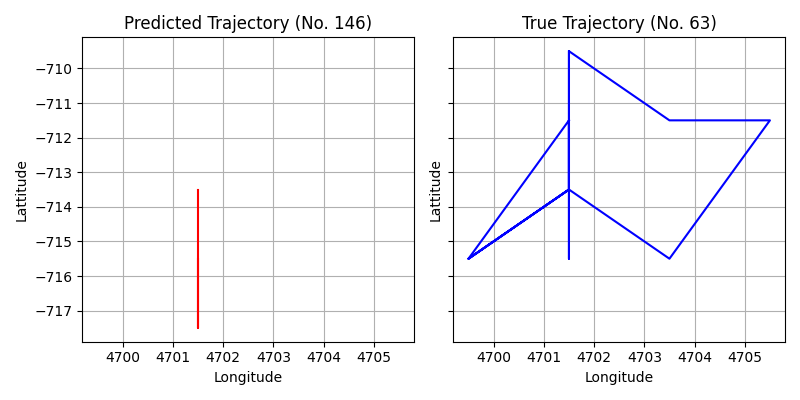 Predicted Trajectory (No. 146)
True Trajectory (No. 63)
−710
−711
−712
−713
−714
−715
−716
−717
Lattitude
Lattitude
4700 4701 4702 4703 4704 4705
4700 4701 4702 4703 4704 4705
Longitude
Longitude